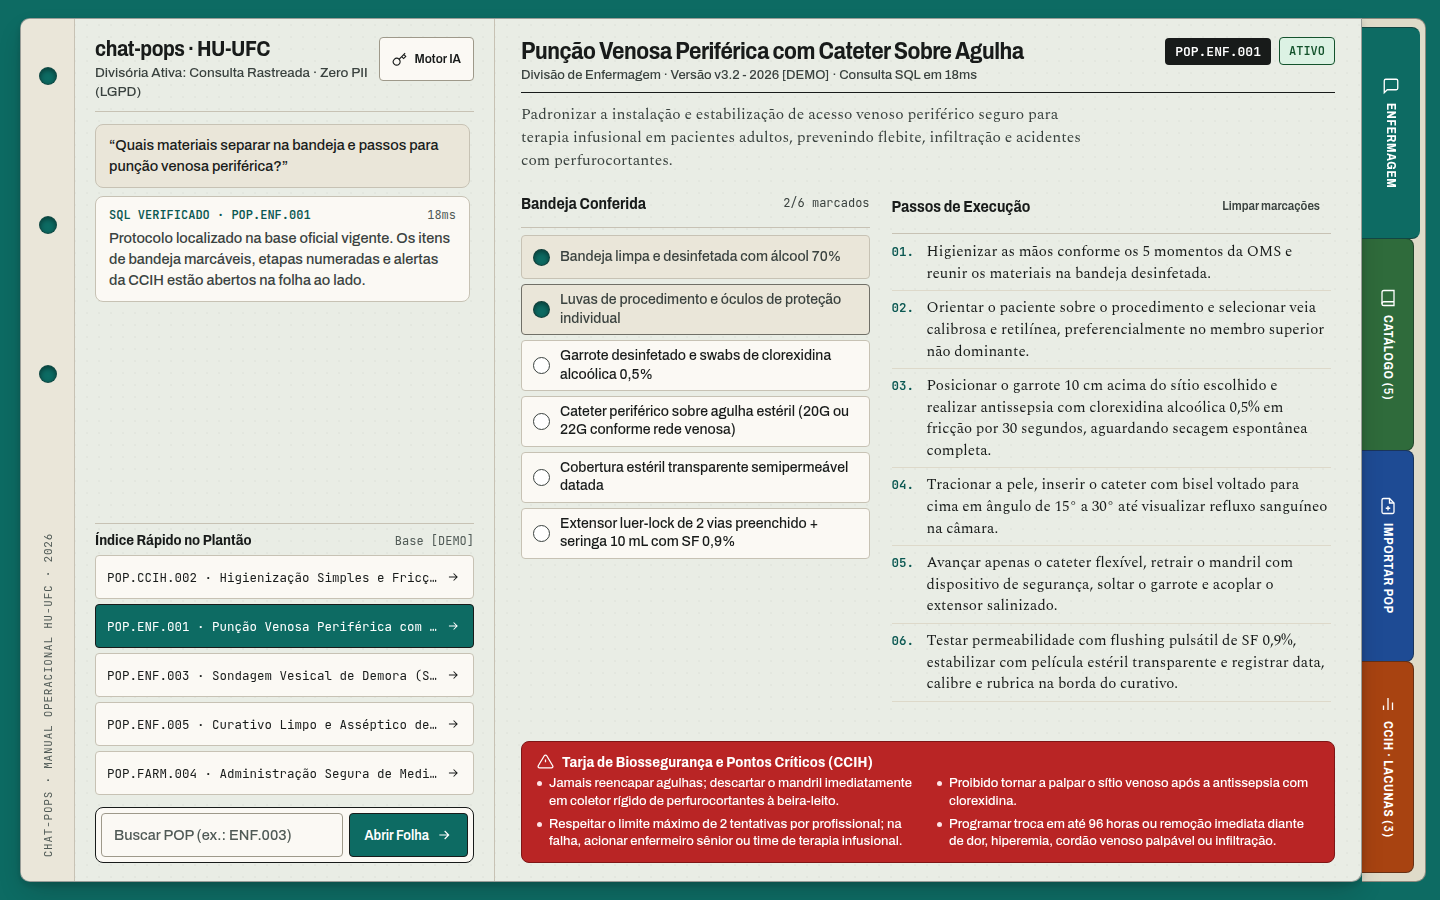 chat-pops · HU-UFC
Divisória Ativa: Consulta Rastreada · Zero PII
(LGPD)
Motor IA
“Quais materiais separar na bandeja e passos para
punção venosa periférica?”
SQL VERIFICADO · POP.ENF.001
18ms
Protocolo localizado na base oficial vigente. Os itens
de bandeja marcáveis, etapas numeradas e alertas
da CCIH estão abertos na folha ao lado.
CHAT-POPS · MANUAL OPERACIONAL HU-UFC · 2026
Índice Rápido no Plantão
Base [DEMO]
POP.CCIH.002 · Higienização Simples e Fricç…
POP.ENF.001 · Punção Venosa Periférica com …
POP.ENF.003 · Sondagem Vesical de Demora (S…
POP.ENF.005 · Curativo Limpo e Asséptico de…
POP.FARM.004 · Administração Segura de Medi…
Buscar POP (ex.: ENF.003)
Abrir Folha
Punção Venosa Periférica com Cateter Sobre Agulha
POP.ENF.001
ATIVO
Divisão de Enfermagem · Versão v3.2 - 2026 [DEMO] · Consulta SQL em 18ms
Padronizar a instalação e estabilização de acesso venoso periférico seguro para
terapia infusional em pacientes adultos, prevenindo flebite, infiltração e acidentes
com perfurocortantes.
Bandeja Conferida
2/6 marcados
Bandeja limpa e desinfetada com álcool 70%
Luvas de procedimento e óculos de proteção
individual
Garrote desinfetado e swabs de clorexidina
alcoólica 0,5%
Cateter periférico sobre agulha estéril (20G ou
22G conforme rede venosa)
Cobertura estéril transparente semipermeável
datada
Extensor luer-lock de 2 vias preenchido +
seringa 10 mL com SF 0,9%
Passos de Execução
Limpar marcações
01. Higienizar as mãos conforme os 5 momentos da OMS e
reunir os materiais na bandeja desinfetada.
02. Orientar o paciente sobre o procedimento e selecionar veia
calibrosa e retilínea, preferencialmente no membro superior
não dominante.
03. Posicionar o garrote 10 cm acima do sítio escolhido e
realizar antissepsia com clorexidina alcoólica 0,5% em
fricção por 30 segundos, aguardando secagem espontânea
completa.
04. Tracionar a pele, inserir o cateter com bisel voltado para
cima em ângulo de 15° a 30° até visualizar refluxo sanguíneo
na câmara.
05. Avançar apenas o cateter flexível, retrair o mandril com
dispositivo de segurança, soltar o garrote e acoplar o
extensor salinizado.
06. Testar permeabilidade com flushing pulsátil de SF 0,9%,
estabilizar com película estéril transparente e registrar data,
calibre e rubrica na borda do curativo.
Tarja de Biossegurança e Pontos Críticos (CCIH)
Jamais reencapar agulhas; descartar o mandril imediatamente
em coletor rígido de perfurocortantes à beira-leito.
Respeitar o limite máximo de 2 tentativas por profissional; na
falha, acionar enfermeiro sênior ou time de terapia infusional.
Proibido tornar a palpar o sítio venoso após a antissepsia com
clorexidina.
Programar troca em até 96 horas ou remoção imediata diante
de dor, hiperemia, cordão venoso palpável ou infiltração.
ENFERMAGEM
CATÁLOGO (5)
IMPORTAR POP
CCIH · LACUNAS (3)